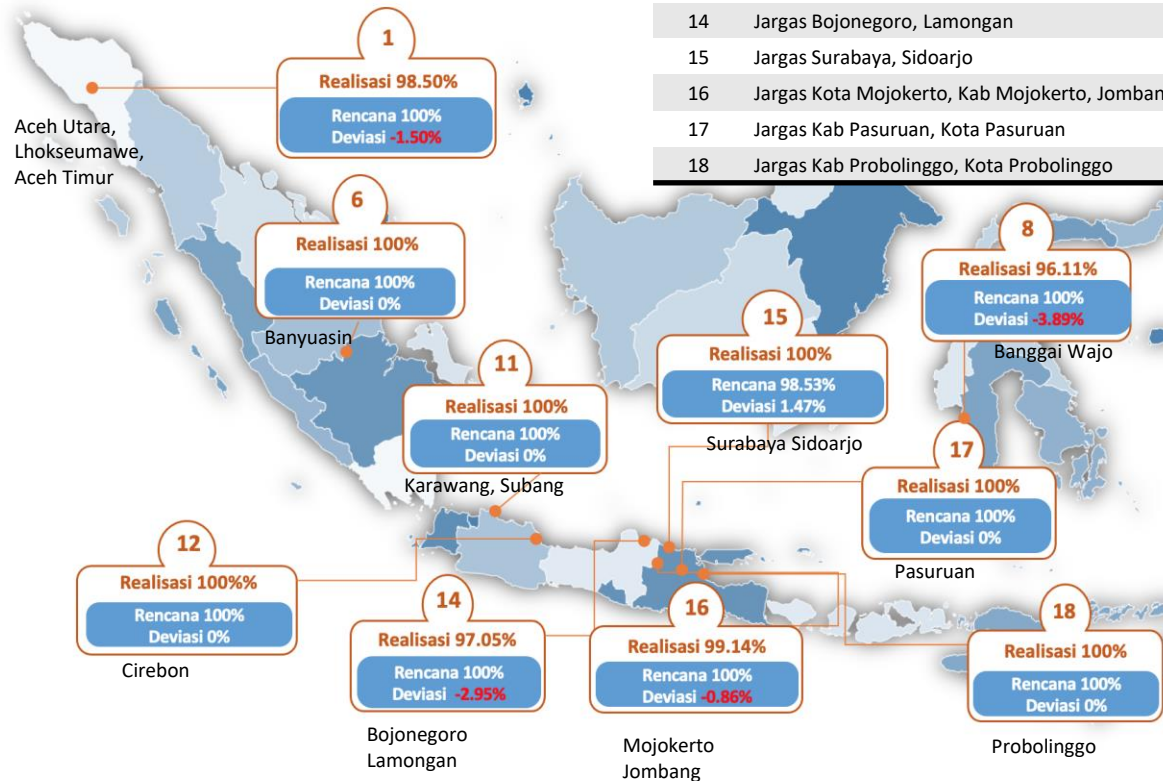 14 Jargas Bojonegoro, Lamongan
15 Jargas Surabaya, Sidoarjo
16 Jargas Kota Mojokerto, Kab Mojokerto, Jomban
17 Jargas Kab Pasuruan, Kota Pasuruan
18 Jargas Kab Probolinggo, Kota Probolinggo
1
Realisasi 98.50%
Rencana 100%
Deviasi -1.50%
Aceh Utara,
Lhokseumawe,
Aceh Timur
6
Realisasi 100%
Rencana 100%
Deviasi 0%
Banyuasin
8
Realisasi 96.11%
Rencana 100%
Deviasi -3.89%
Banggai Wajo
15
Realisasi 100%
Rencana 98.53%
Deviasi 1.47%
Surabaya Sidoarjo
11
Realisasi 100%
Rencana 100%
Deviasi 0%
Karawang, Subang
17
Realisasi 100%
Rencana 100%
Deviasi 0%
Pasuruan
12
Realisasi 100%%
Rencana 100%
Deviasi 0%
Cirebon
14
Realisasi 97.05%
Rencana 100%
Deviasi -2.95%
Bojonegoro
Lamongan
16
Realisasi 99.14%
Rencana 100%
Deviasi -0.86%
Mojokerto
Jombang
18
Realisasi 100%
Rencana 100%
Deviasi 0%
Probolinggo